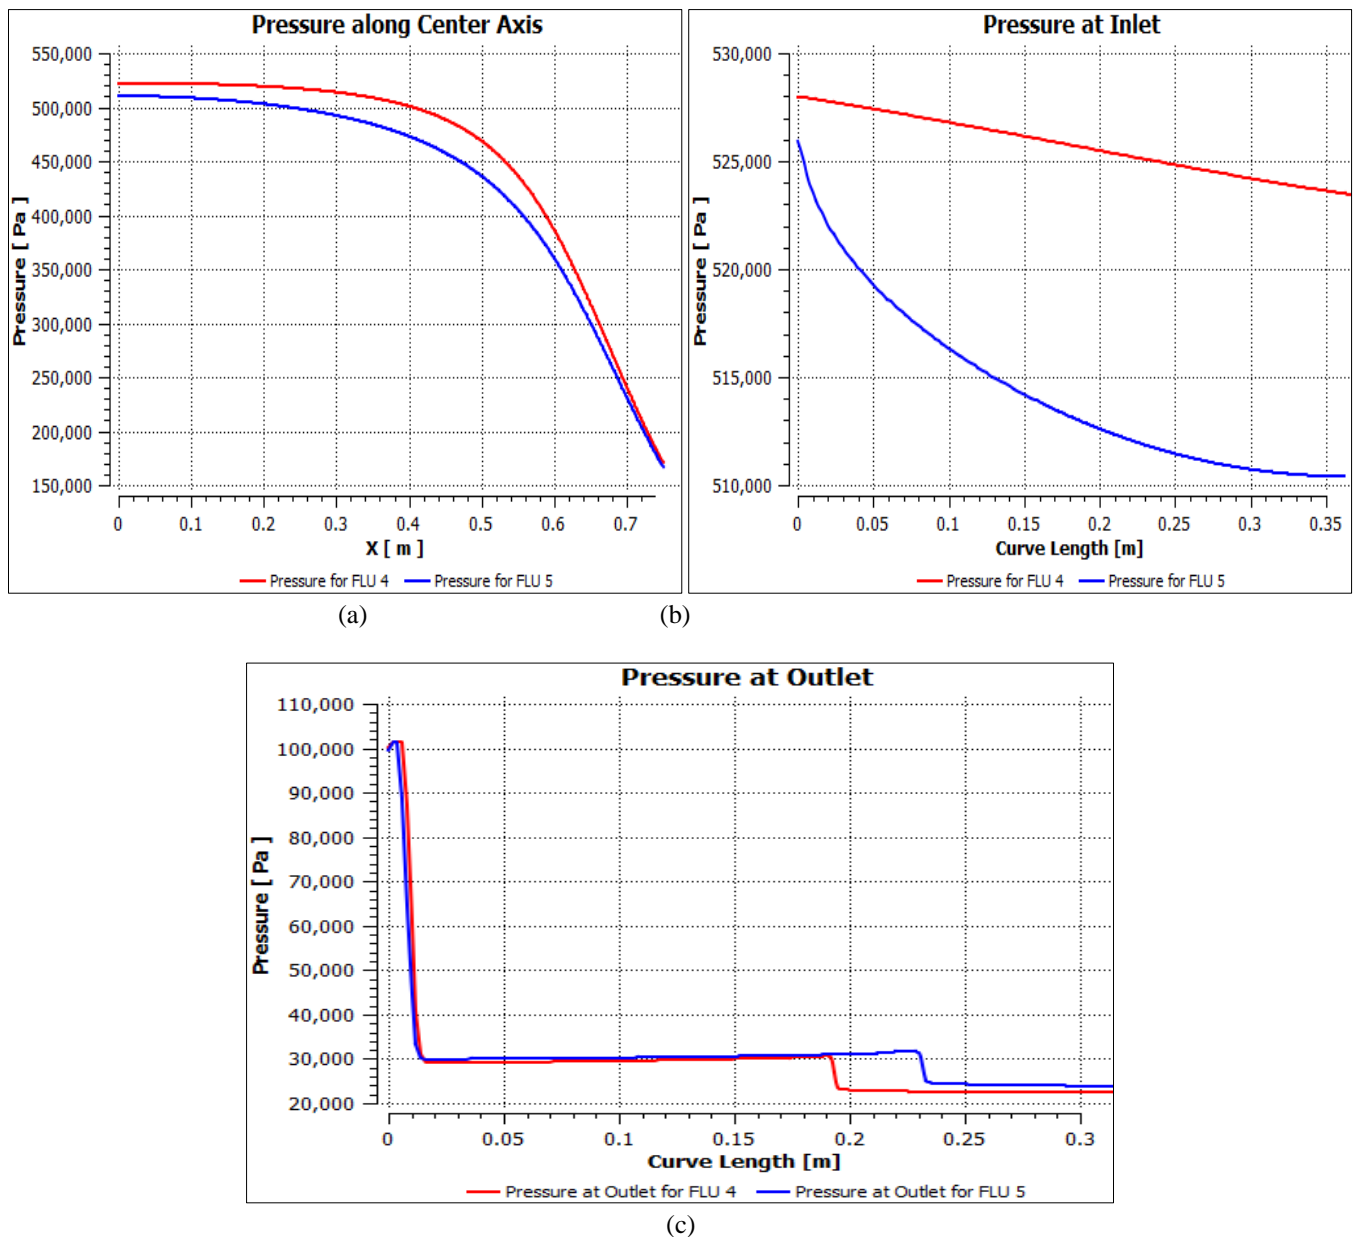 Pressure along Center Axis
550,000
500,000
450,000
400,000
350,000
300,000
250,000
200,000
150,000
Pressure [ Pa ]
0 0.1 0.2 0.3 0.4 0.5 0.6 0.7
X [ m ]
Pressure for FLU 4 Pressure for FLU 5
(a)
Pressure at Inlet
530,000
525,000
520,000
515,000
510,000
Pressure [ Pa ]
0 0.05 0.1 0.15 0.2 0.25 0.3 0.35
Curve Length [m]
Pressure for FLU 4 Pressure for FLU 5
(b)
Pressure at Outlet
110,000
100,000
90,000
80,000
70,000
60,000
50,000
40,000
30,000
20,000
Pressure [ Pa ]
0 0.05 0.1 0.15 0.2 0.25 0.3
Curve Length [m]
Pressure at Outlet for FLU 4 Pressure at Outlet for FLU 5
(c)